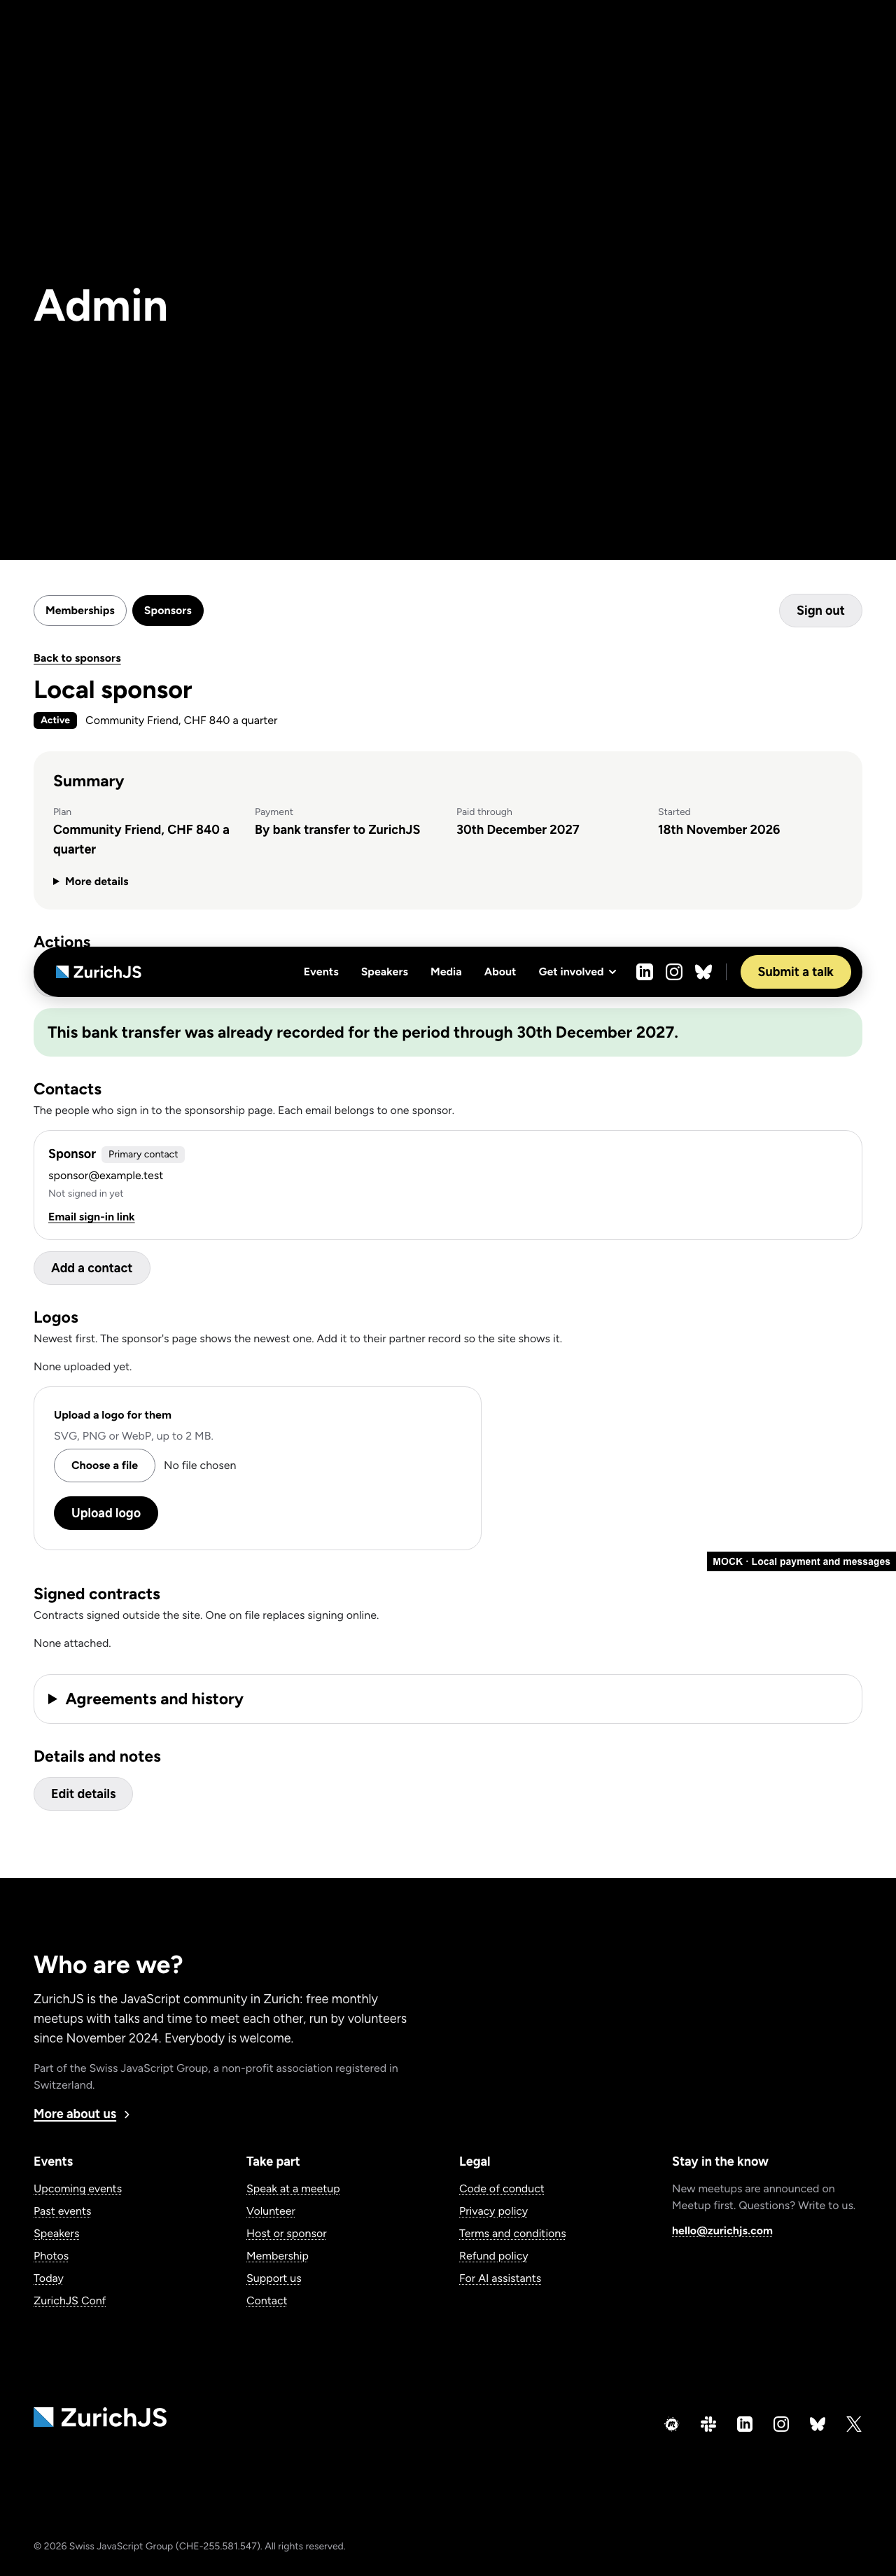 Admin
Memberships
Sponsors
Sign out
Back to sponsors
Local sponsor
Active
Community Friend, CHF 840 a quarter
Summary
Plan
Community Friend, CHF 840 a
quarter
Payment
By bank transfer to ZurichJS
Paid through
30th December 2027
Started
18th November 2026
More details
Actions
ZurichJS
Events
Speakers
Media
About
Get involved
Submit a talk
This bank transfer was already recorded for the period through 30th December 2027.
Contacts
The people who sign in to the sponsorship page. Each email belongs to one sponsor.
Sponsor
Primary contact
sponsor@example.test
Not signed in yet
Email sign-in link
Add a contact
Logos
Newest first. The sponsor's page shows the newest one. Add it to their partner record so the site shows it.
None uploaded yet.
Upload a logo for them
SVG, PNG or WebP, up to 2 MB.
Choose a file
No file chosen
Upload logo
MOCK · Local payment and messages
Signed contracts
Contracts signed outside the site. One on file replaces signing online.
None attached.
Agreements and history
Details and notes
Edit details
Who are we?
ZurichJS is the JavaScript community in Zurich: free monthly
meetups with talks and time to meet each other, run by volunteers
since November 2024. Everybody is welcome.
Part of the Swiss JavaScript Group, a non-profit association registered in
Switzerland.
More about us
Events
Upcoming events
Past events
Speakers
Photos
Today
ZurichJS Conf
Take part
Speak at a meetup
Volunteer
Host or sponsor
Membership
Support us
Contact
Legal
Code of conduct
Privacy policy
Terms and conditions
Refund policy
For AI assistants
Stay in the know
New meetups are announced on
Meetup first. Questions? Write to us.
hello@zurichjs.com
ZurichJS
© 2026 Swiss JavaScript Group (CHE-255.581.547). All rights reserved.